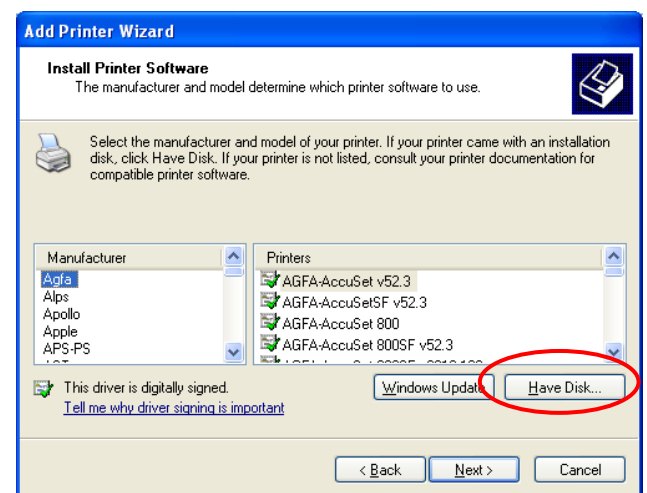 Add Printer Wizard
Install Printer Software
The manufacturer and model determine which printer software to use.
Select the manufacturer and model of your printer. If your printer came with an installation
disk, click Have Disk. If your printer is not listed, consult your printer documentation for
compatible printer software.
Manufacturer
Agfa
Alps
Apollo
Apple
APS-PS
Printers
AGFA-AccuSet v52.3
AGFA-AccuSetSF v52.3
AGFA-AccuSet 800
AGFA-AccuSet 800SF v52.3
This driver is digitally signed.
Tell me why driver signing is important
Windows Update
Have Disk...
< Back
Next >
Cancel